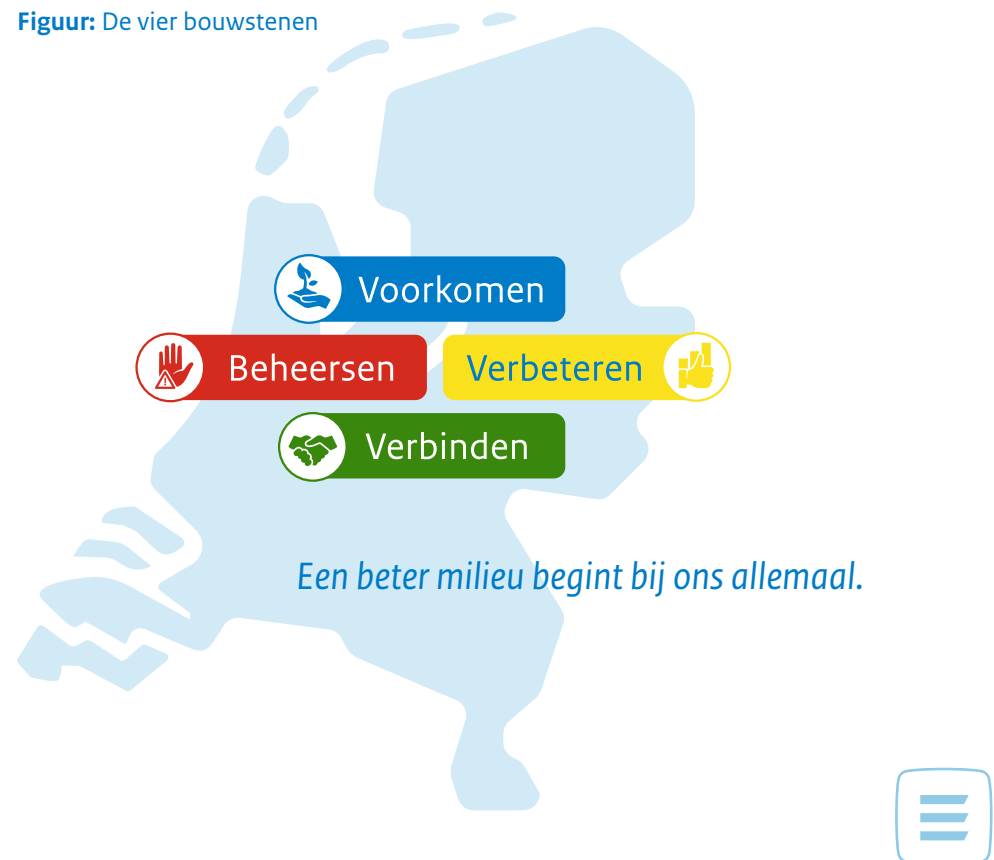 Figuur: De vier bouwstenen
Voorkomen
Beheersen
Verbeteren
Verbinden
Een beter milieu begint bij ons allemaal.